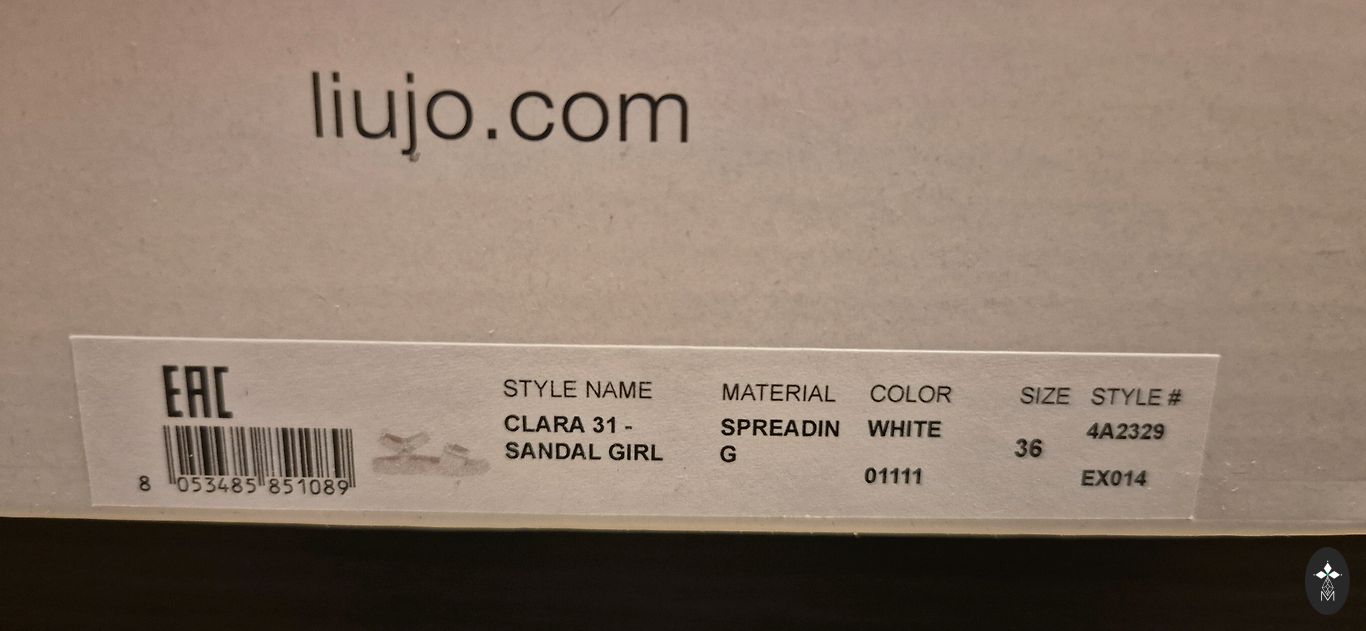 liujo.com
EAC
8 053485 851089
STYLE NAME
CLARA 31 -
SANDAL GIRL
MATERIAL
SPREADIN
G
COLOR
WHITE
01111
SIZE
36
STYLE #
4A2329
EX014
M